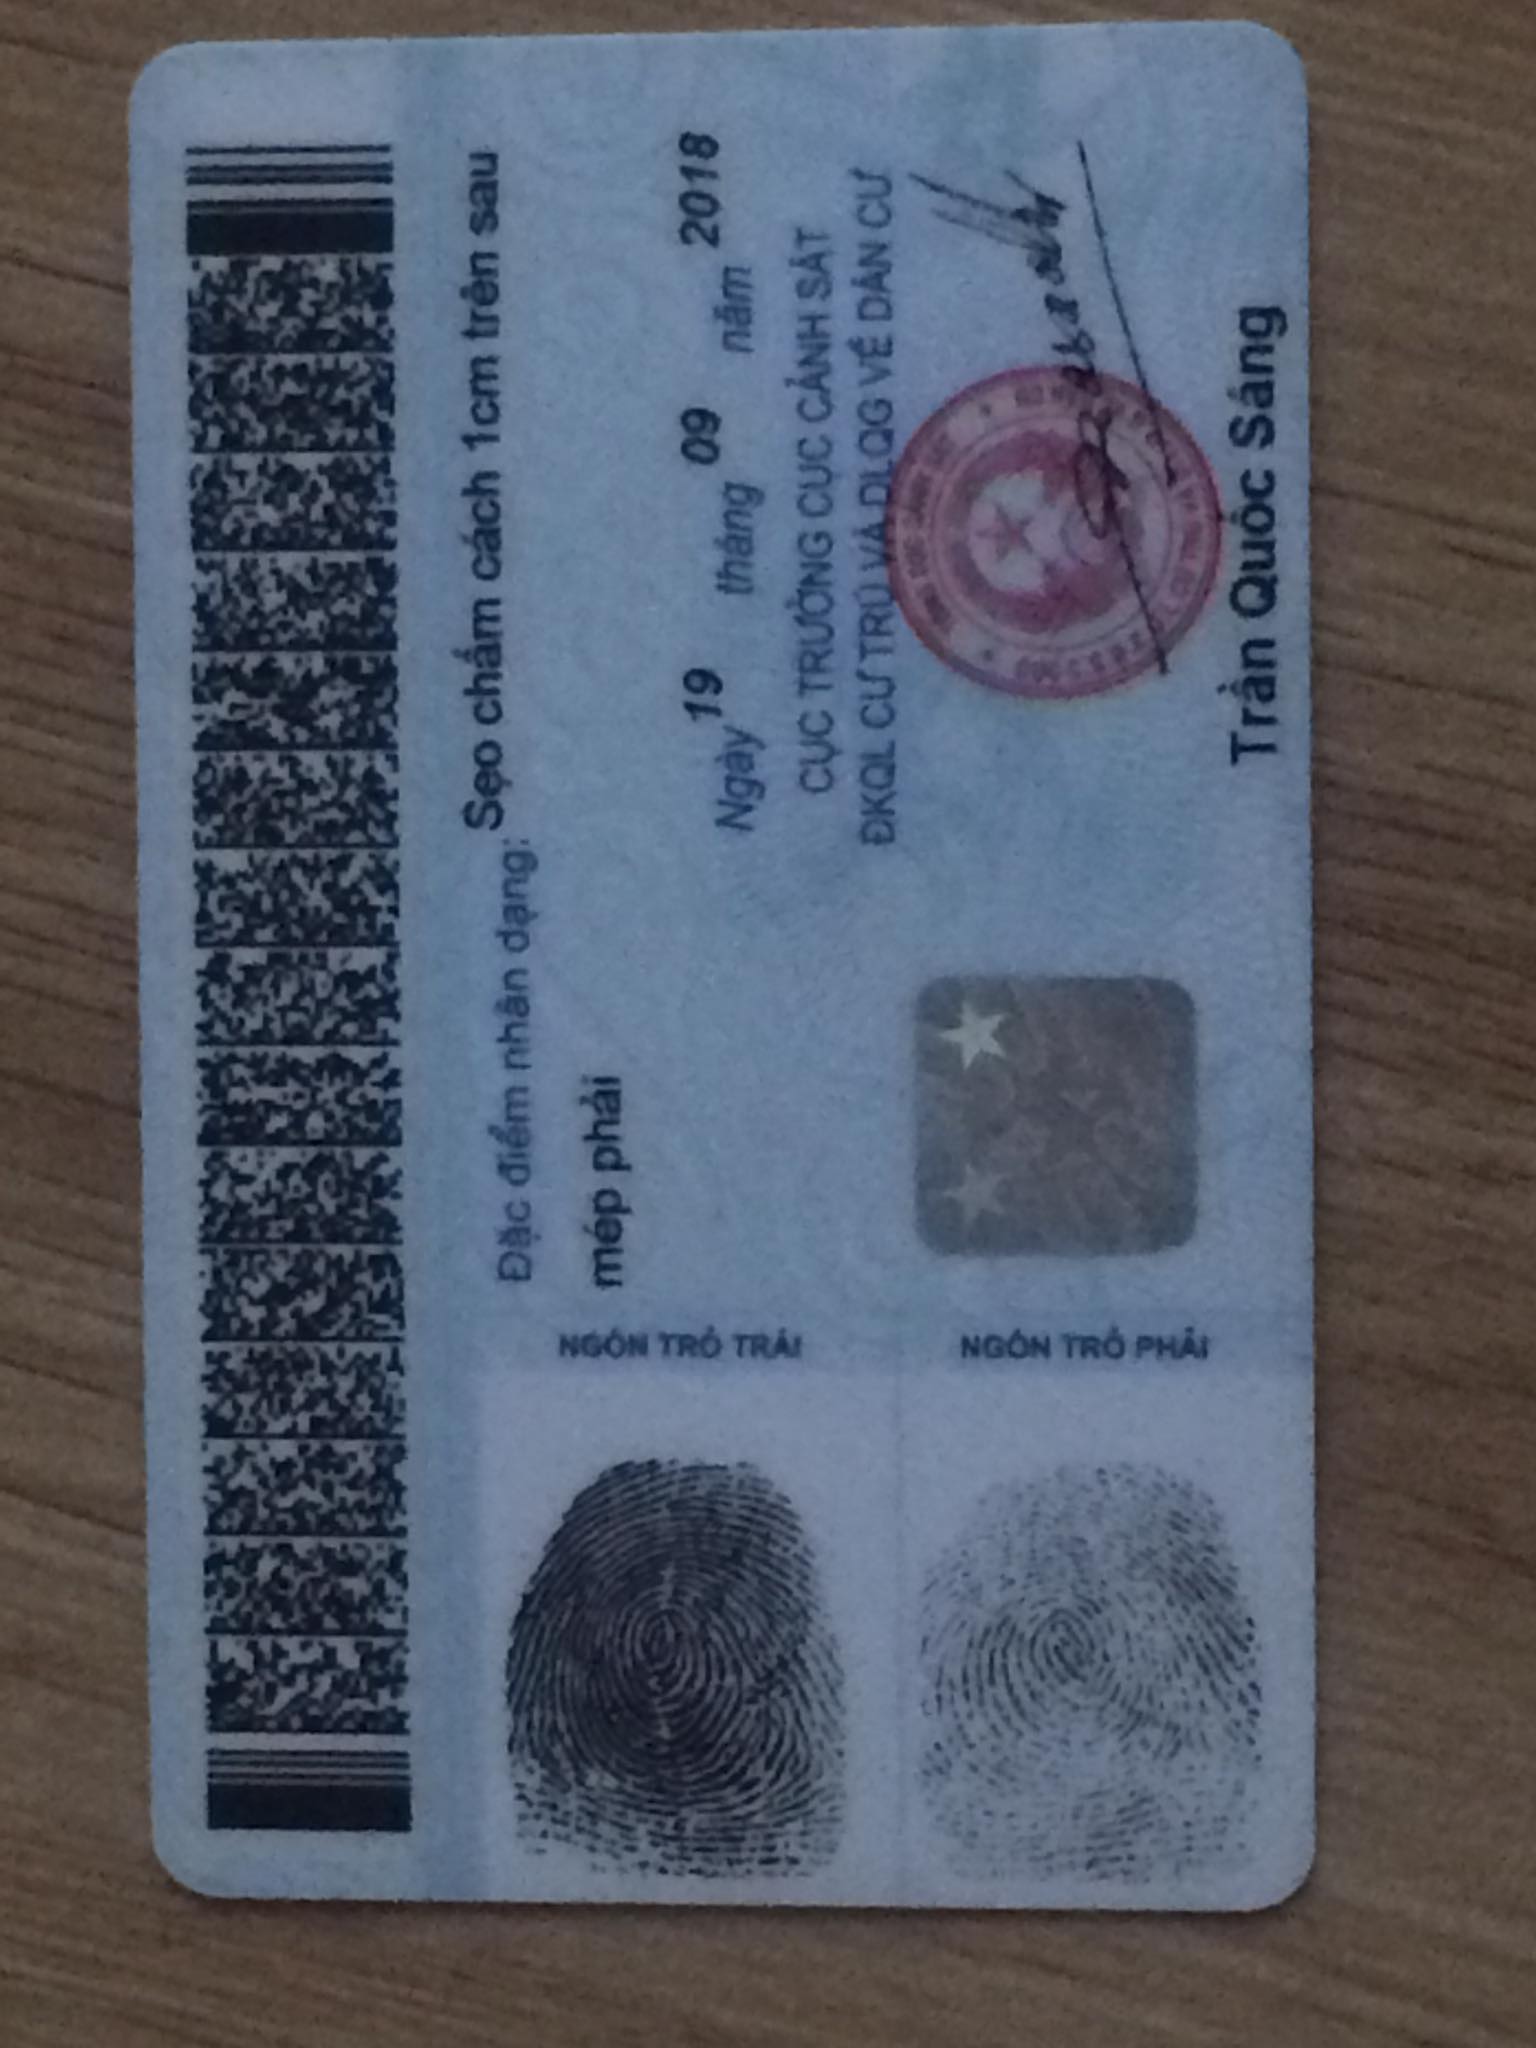 Đặc điểm nhân dạng: Sẹo chấm cách 1cm trên sau
mép phải
Ngày 19 tháng 09 năm 2018
CỤC TRƯỞNG CỤC CẢNH SÁT
ĐKQL CƯ TRÚ VÀ DLQG VỀ DÂN CƯ
Trần Quốc Sáng
NGÓN TRỎ TRÁI
NGÓN TRỎ PHẢI